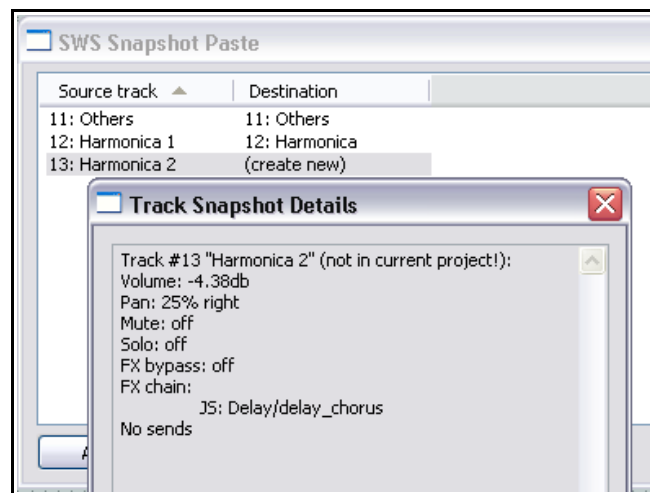 SWS Snapshot Paste
Source track Destination
11: Others 11: Others
12: Harmonica 1 12: Harmonica
13: Harmonica 2 (create new)
Track Snapshot Details
Track #13 "Harmonica 2" (not in current project!):
Volume: -4.38db
Pan: 25% right
Mute: off
Solo: off
FX bypass: off
FX chain:
JS: Delay/delay_chorus
No sends